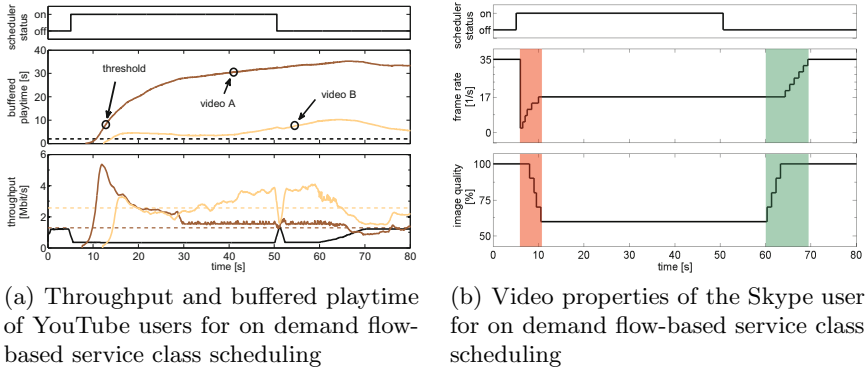 scheduler
status
on
off
buffered
playtime [s]
40
30
20
10
0
threshold
video A
video B
throughput
[Mbit/s]
6
4
2
0
0 10 20 30 40 50 60 70 80
time [s]
(a) Throughput and buffered playtime
of YouTube users for on demand flow-
based service class scheduling
scheduler
status
on
off
frame rate
[1/s]
35
17
0
image quality
[%]
100
75
50
0 10 20 30 40 50 60 70 80
time [s]
(b) Video properties of the Skype user
for on demand flow-based service class
scheduling